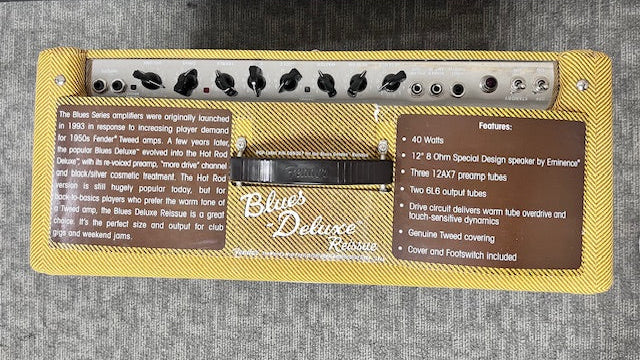 The Blues Series amplifiers were originally launched
in 1993 in response to increasing player demand
for 1950s Fender® Tweed amps. A few years later,
the popular Blues Deluxe™ evolved into the Hot Rod
Deluxe™, with its re-voiced preamp, "more drive" channel
and black/silver cosmetic treatment. The Hot Rod
version is still hugely popular today, but for
back-to-basics players who prefer the warm tone of
a Tweed amp, the Blues Deluxe Reissue is a great
choice. It's the perfect size and output for club
gigs and weekend jams.
Fender
Blues
Deluxe™
Reissue
Features:
• 40 Watts
• 12" 8 Ohm Special Design speaker by Eminence®
• Three 12AX7 preamp tubes
• Two 6L6 output tubes
• Drive circuit delivers warm tube overdrive and
touch-sensitive dynamics
• Genuine Tweed covering
• Cover and Footswitch included